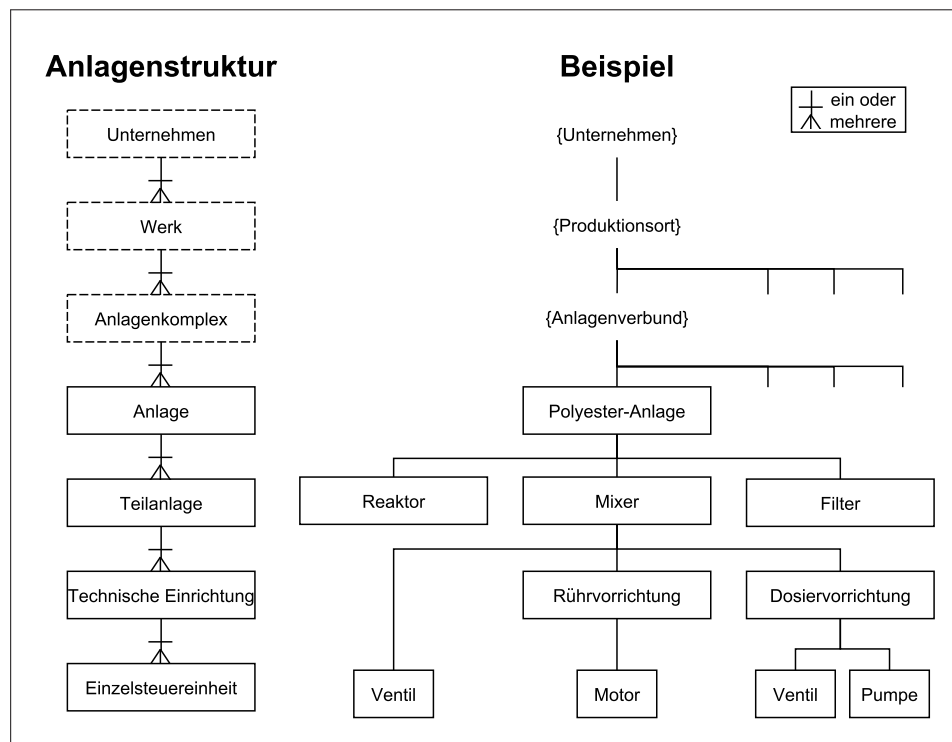 Anlagenstruktur
Beispiel
ein oder
mehrere
Unternehmen
{Unternehmen}
Werk
{Produktionsort}
Anlagenkomplex
{Anlagenverbund}
Anlage
Polyester-Anlage
Teilanlage
Reaktor
Mixer
Filter
Technische Einrichtung
Rührvorrichtung
Dosiervorrichtung
Einzelsteuereinheit
Ventil
Motor
Ventil
Pumpe